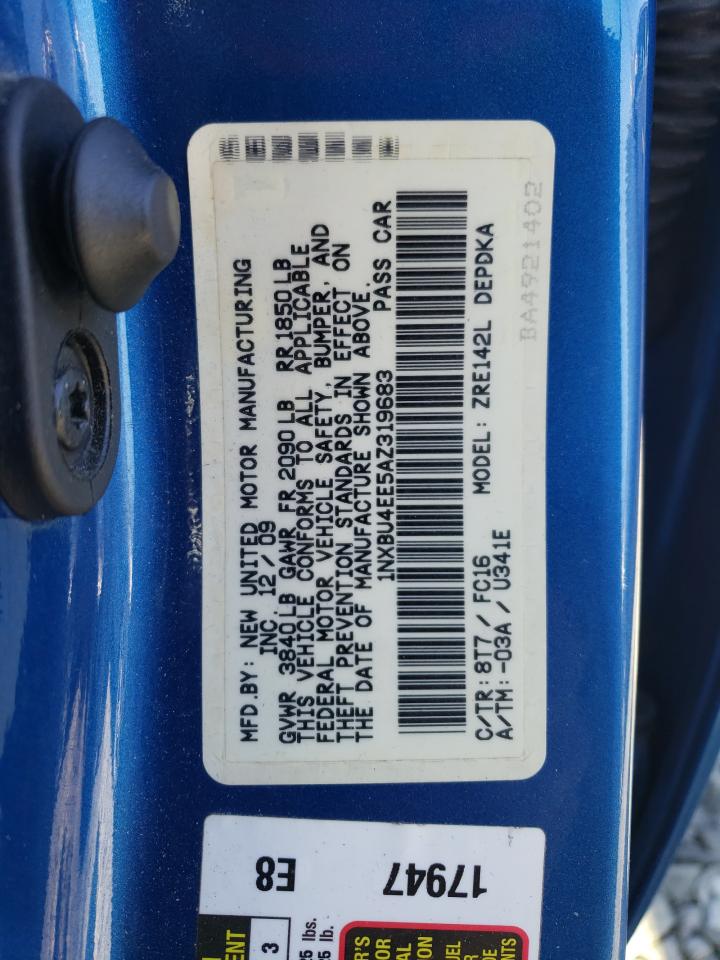 MFD.BY: NEW UNITED MOTOR MANUFACTURING
INC. 12/09
GVWR 3840LB GAWR FR 2090LB RR1850LB
THIS VEHICLE CONFORMS TO ALL APPLICABLE
FEDERAL MOTOR VEHICLE SAFETY, BUMPER, AND
THEFT PREVENTION STANDARDS IN EFFECT ON
THE DATE OF MANUFACTURE SHOWN ABOVE.
1NXBU4EE5AZ319683 PASS CAR
C/TR: 8T7/FC16 MODEL: ZRE142L DEPDKA
A/TM: -03A/U341E
BA4921402
17947
E8
3